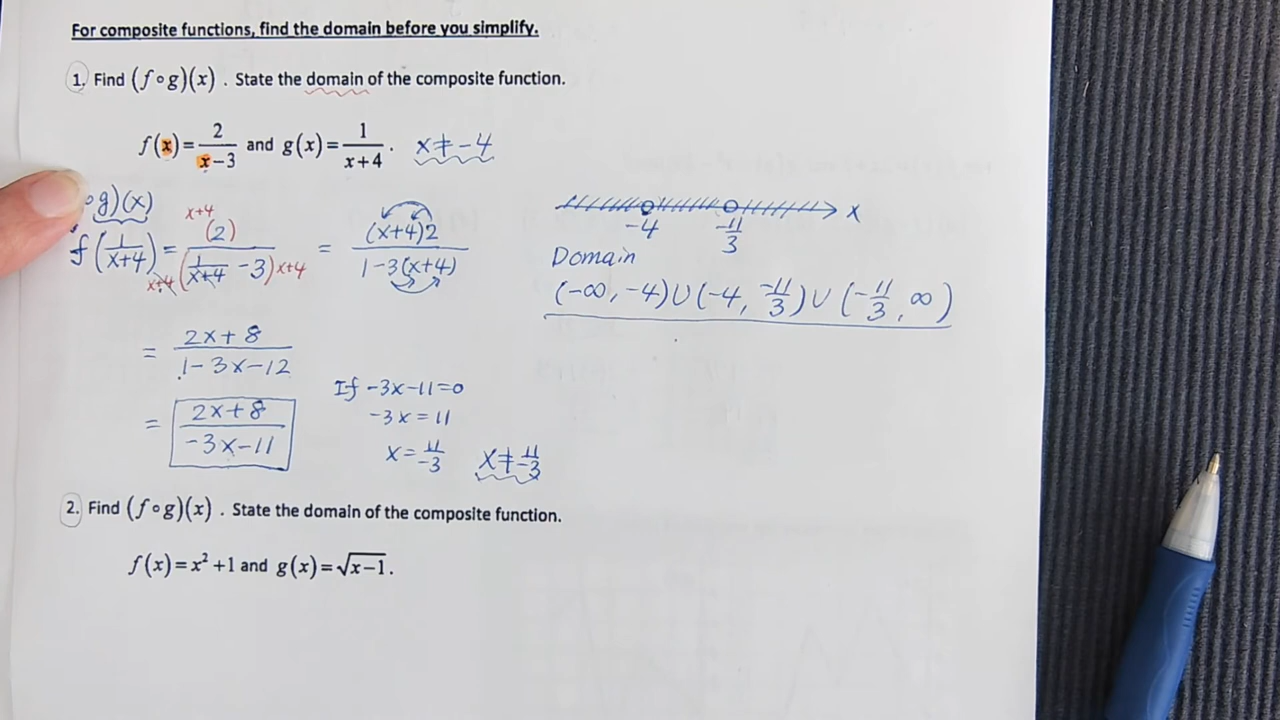 For composite functions, find the domain before you simplify.
1. Find (f∘g)(x) . State the domain of the composite function.
f(x)= 2/(x−3) and g(x)= 1/(x+4) . x≠−4
∘g)(x)
f(1/(x+4)) = x+4 (2) / x+4 (1/(x+4) −3) x+4 = (x+4)2 / 1−3(x+4)
= 2x+8 / 1−3x−12
= 2x+8 / −3x−11
If −3x−11=0
−3x = 11
x= 11/−3 x≠ 11/−3
−4 −11/3 x
Domain
(−∞, −4)∪(−4, −11/3)∪(−11/3, ∞)
2. Find (f∘g)(x) . State the domain of the composite function.
f(x)=x²+1 and g(x)=√x−1.